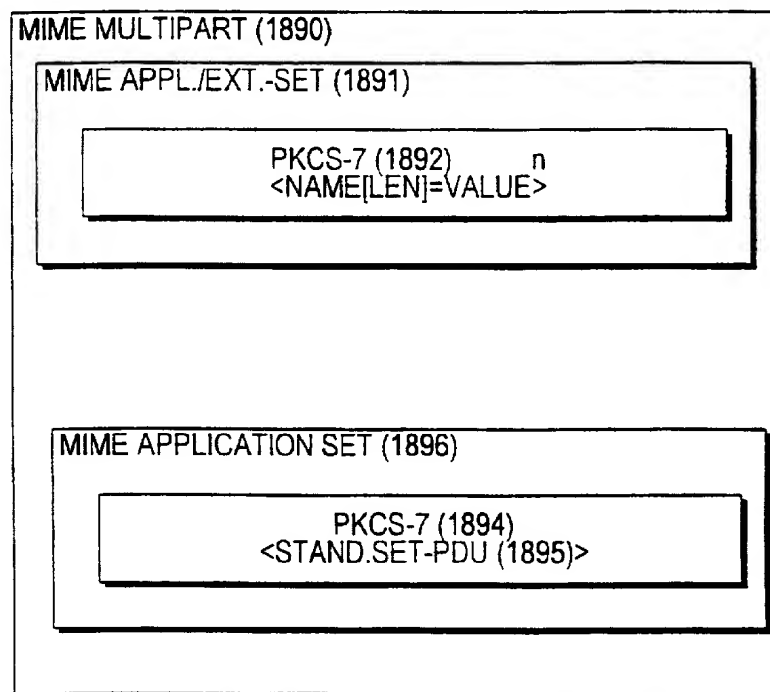 MIME MULTIPART (1890)
MIME APPL./EXT.-SET (1891)
PKCS-7 (1892) n
<NAME[LEN]=VALUE>
MIME APPLICATION SET (1896)
PKCS-7 (1894)
<STAND.SET-PDU (1895)>